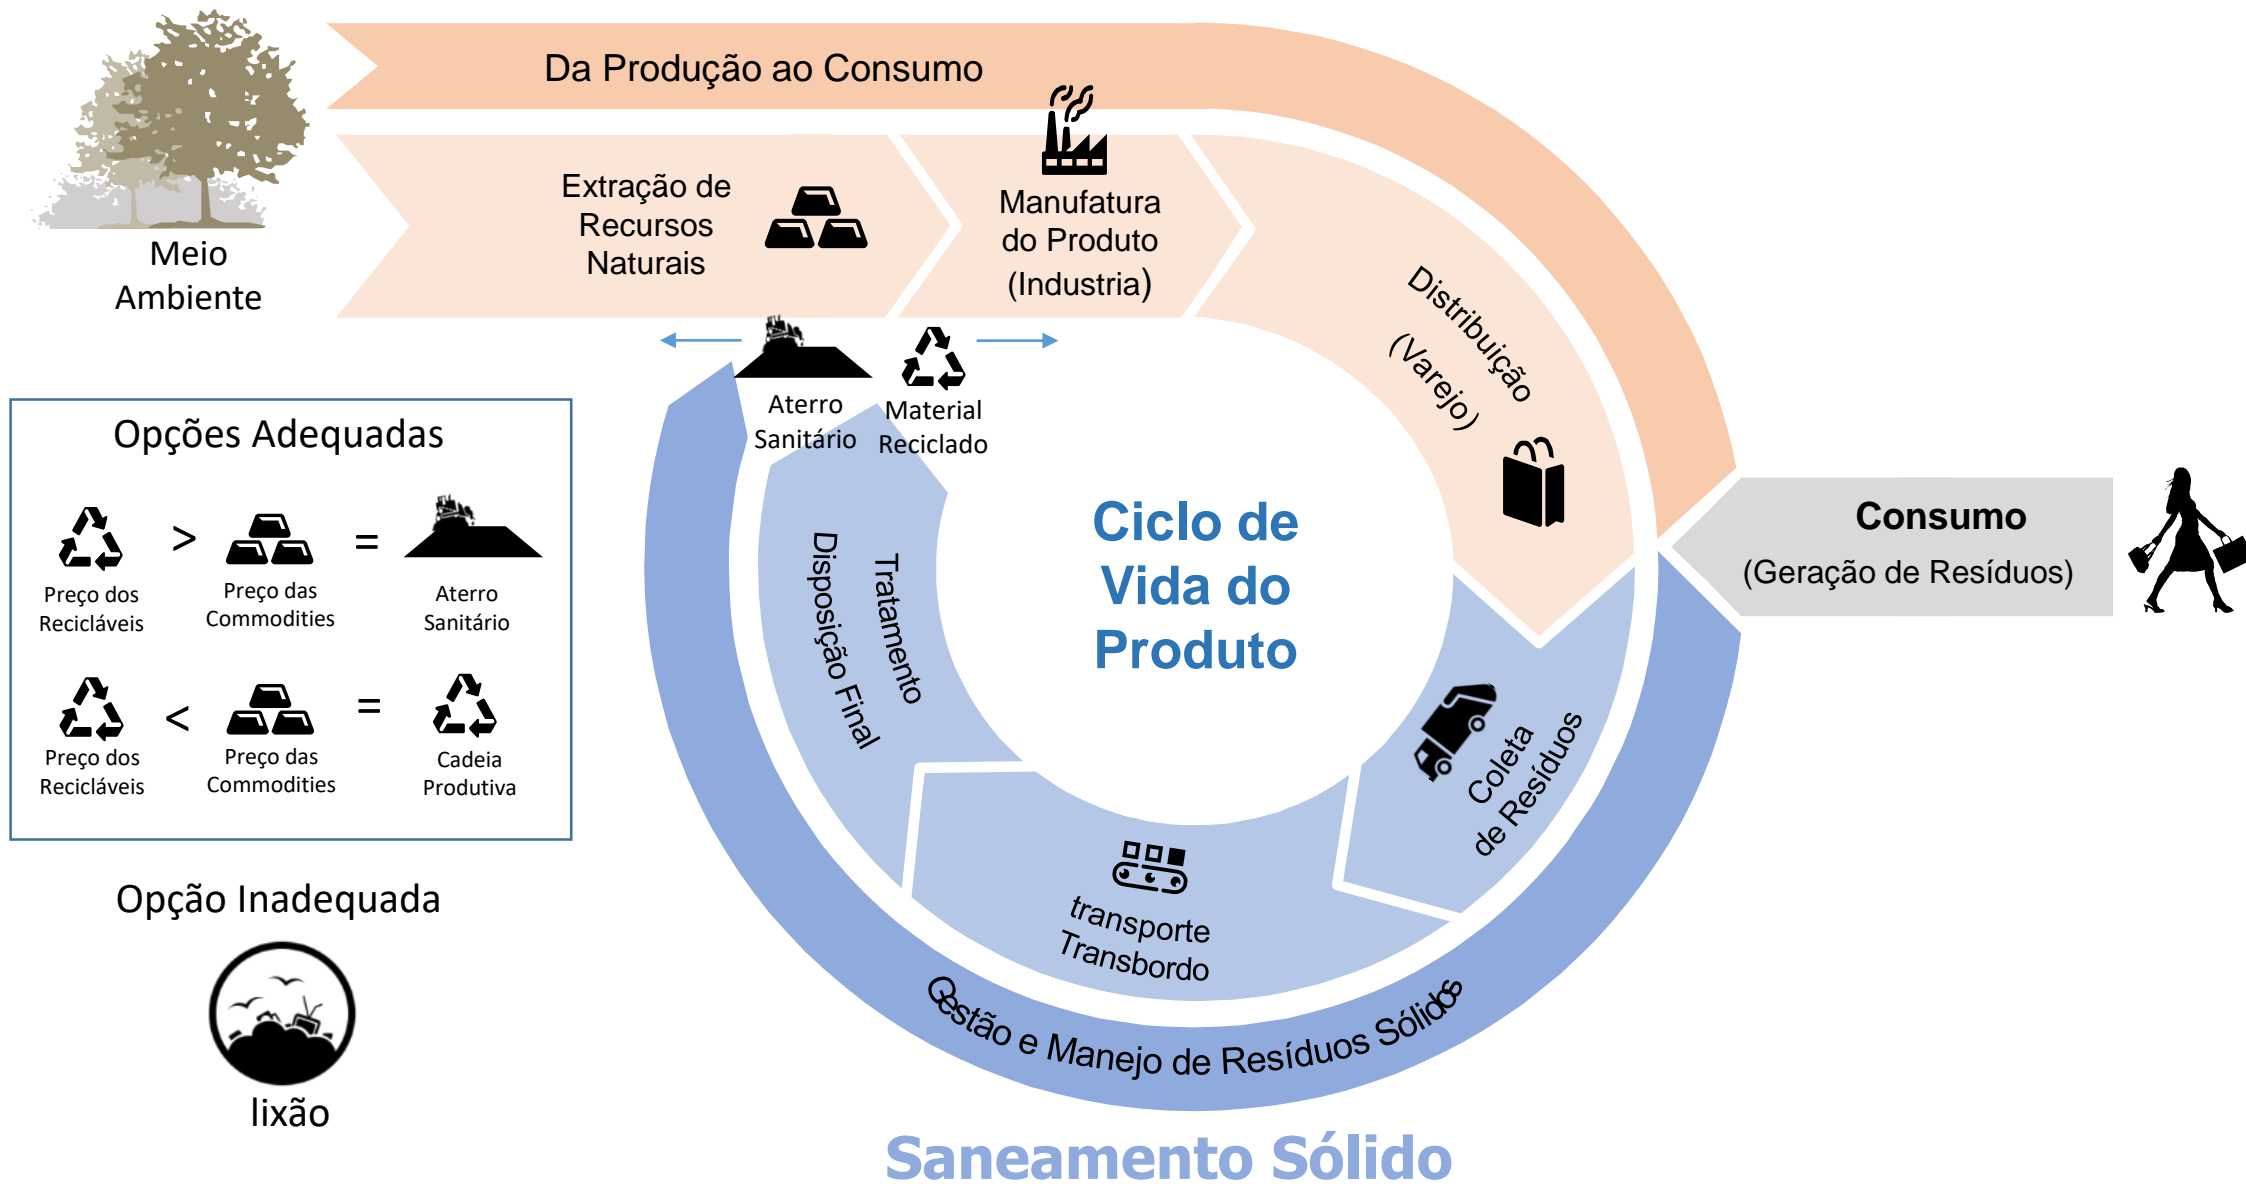 Da Produção ao Consumo
Meio
Ambiente
Extração de
Recursos
Naturais
Manufatura
do Produto
(Industria)
Distribuição
(Varejo)
Consumo
(Geração de Resíduos)
Aterro
Sanitário
Material
Reciclado
Opções Adequadas
>
=
Preço dos
Recicláveis
Preço das
Commodities
Aterro
Sanitário
<
=
Preço dos
Recicláveis
Preço das
Commodities
Cadeia
Produtiva
Opção Inadequada
lixão
Ciclo de
Vida do
Produto
Coleta
de Resíduos
transporte
Transbordo
Tratamento
Disposição Final
Gestão e Manejo de Resíduos Sólidos
Saneamento Sólido